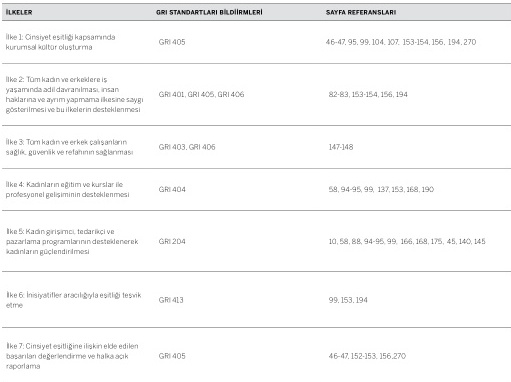 İLKELER GRI STANDARTLARI BİLDİİRMLERİ SAYFA REFERANSLARI
İlke 1: Cinsiyet eşitliği kapsamında
kurumsal kültür oluşturma
GRI 405
46-47, 95, 99, 104, 107, 153-154, 156, 194, 270
İlke 2: Tüm kadın ve erkeklere iş
yaşamında adil davranılması, insan
haklarına ve ayrım yapmama ilkesine saygı
gösterilmesi ve bu ilkelerin desteklenmesi
GRI 401, GRI 405, GRI 406
82-83, 153-154, 156, 194
İlke 3: Tüm kadın ve erkek çalışanların
sağlık, güvenlik ve refahının sağlanması
GRI 403, GRI 406
147-148
İlke 4: Kadınların eğitim ve kurslar ile
profesyonel gelişiminin desteklenmesi
GRI 404
58, 94-95, 99, 137, 153, 168, 190
İlke 5: Kadın girişimci, tedarikçi ve
pazarlama programlarının desteklenerek
kadınların güçlendirilmesi
GRI 204
10, 58, 88, 94-95, 99, 166, 168, 175, 45, 140, 145
İlke 6: İnisiyatifler aracılığıyla eşitliği teşvik
etme
GRI 413
99, 153, 194
İlke 7: Cinsiyet eşitliğine ilişkin elde edilen
başarıları değerlendirme ve halka açık
raporlama
GRI 405
46-47, 152-153, 156,270